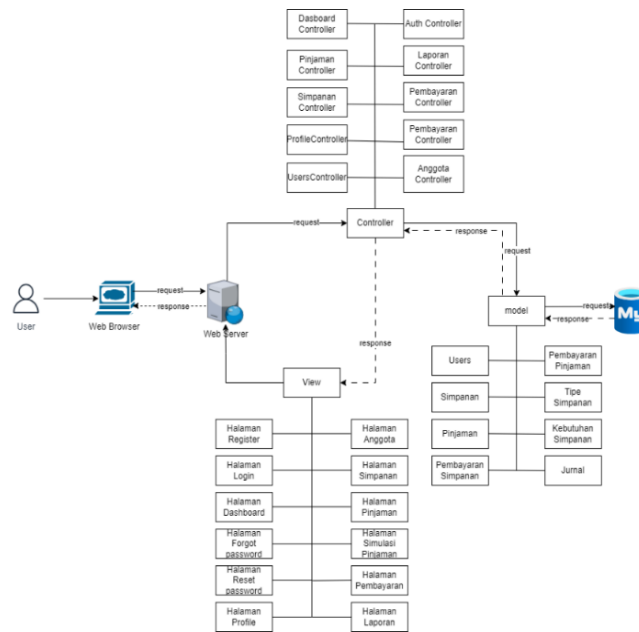 Dasboard
Controller
Auth Controller
Pinjaman
Controller
Laporan
Controller
Simpanan
Controller
Pembayaran
Controller
ProfileController
Pembayaran
Controller
UsersController
Anggota
Controller
request
Controller
response
request
User
Web Browser
request
response
Web Server
response
model
request
response
My
View
Users
Pembayaran
Pinjaman
Simpanan
Tipe
Simpanan
Pinjaman
Kebutuhan
Simpanan
Pembayaran
Simpanan
Jurnal
Halaman
Register
Halaman
Anggota
Halaman
Login
Halaman
Simpanan
Halaman
Dashboard
Halaman
Pinjaman
Halaman
Forgot
password
Halaman
Simulasi
Pinjaman
Halaman
Reset
password
Halaman
Pembayaran
Halaman
Profile
Halaman
Laporan